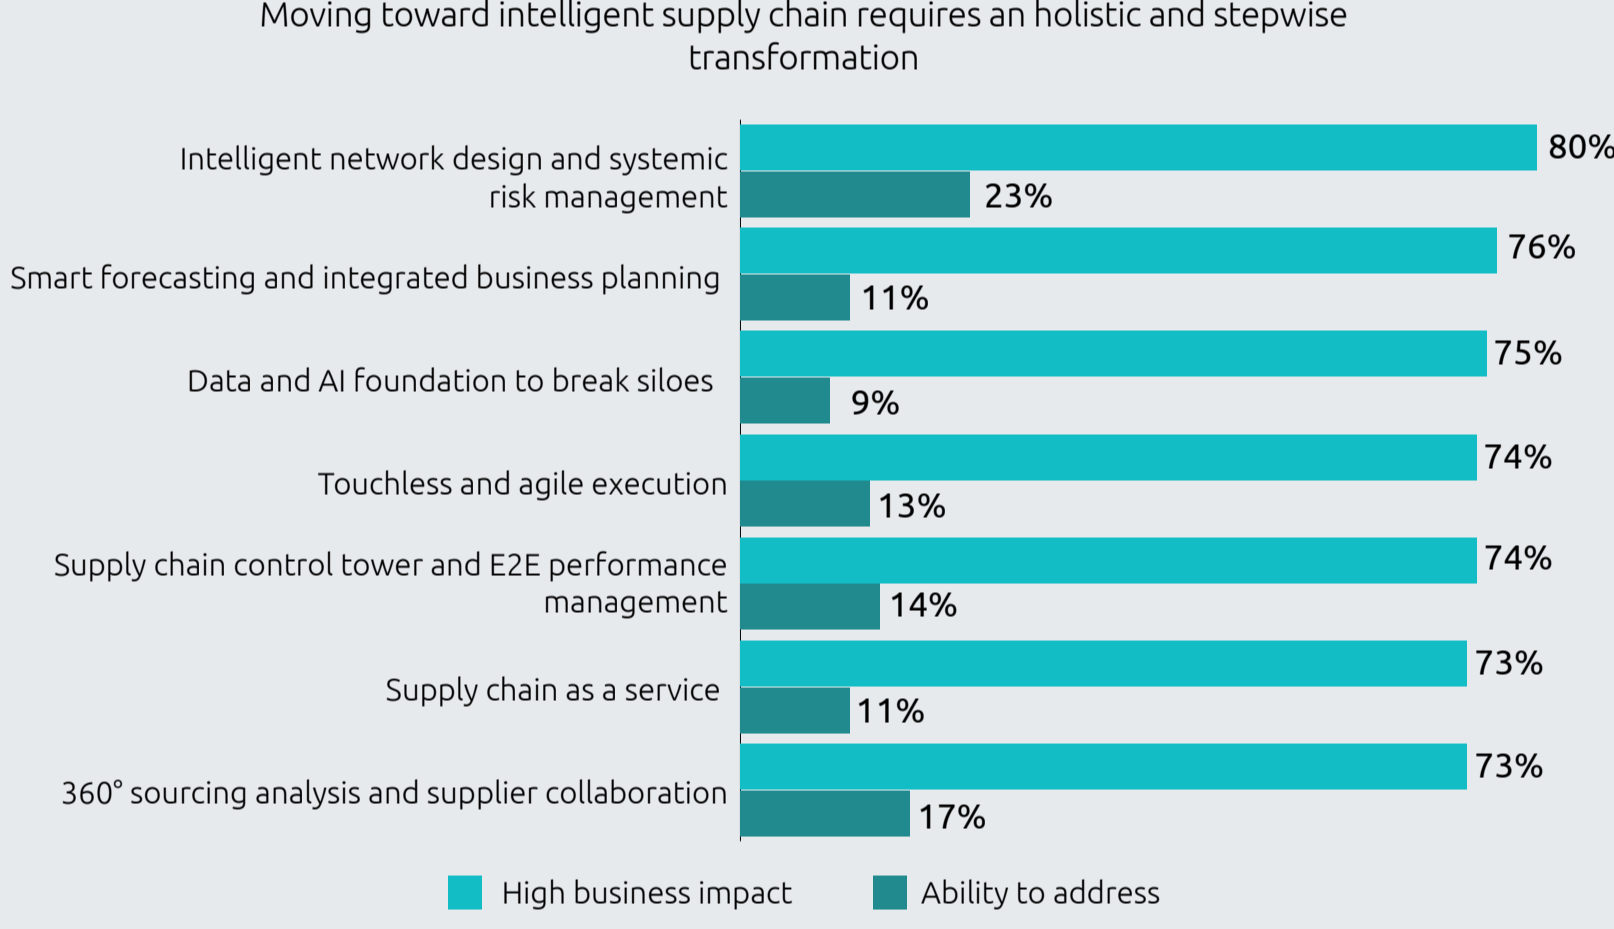 Moving toward intelligent supply chain requires an holistic and stepwise
transformation
Intelligent network design and systemic
risk management
80%
23%
Smart forecasting and integrated business planning
76%
11%
Data and AI foundation to break siloes
75%
9%
Touchless and agile execution
74%
13%
Supply chain control tower and E2E performance
management
74%
14%
Supply chain as a service
73%
11%
360° sourcing analysis and supplier collaboration
73%
17%
High business impact
Ability to address